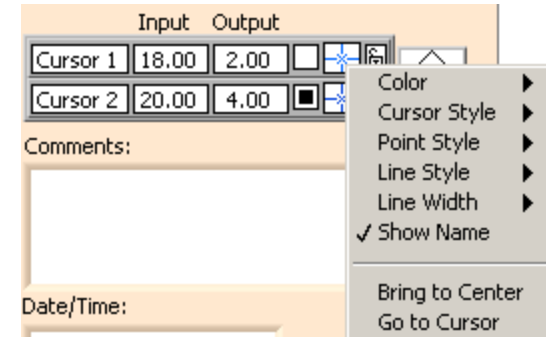 Input Output
Cursor 1 18.00 2.00
Cursor 2 20.00 4.00
Comments:
Date/Time:
Color
Cursor Style
Point Style
Line Style
Line Width
Show Name
Bring to Center
Go to Cursor